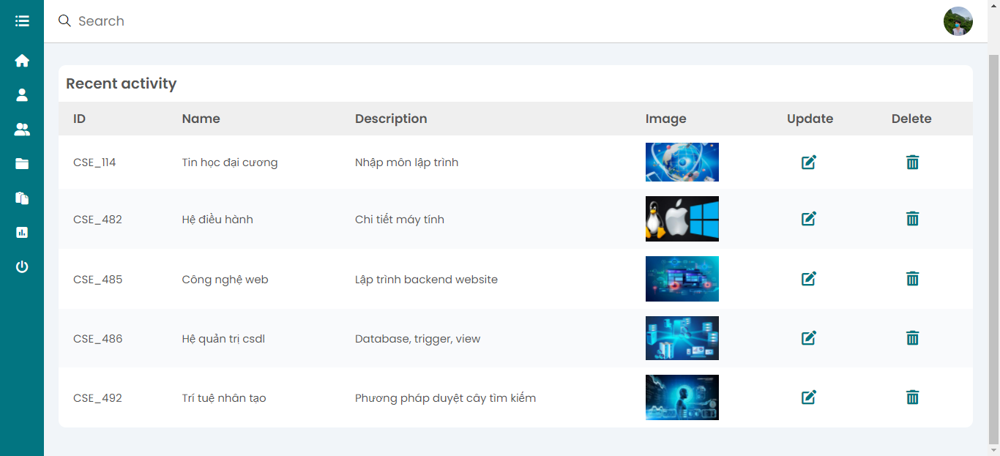 Search
Recent activity
ID Name Description Image Update Delete
CSE_114 Tin học đại cương Nhập môn lập trình
CSE_482 Hệ điều hành Chi tiết máy tính
CSE_485 Công nghệ web Lập trình backend website
CSE_486 Hệ quản trị csdl Database, trigger, view
CSE_492 Trí tuệ nhân tạo Phương pháp duyệt cây tìm kiếm